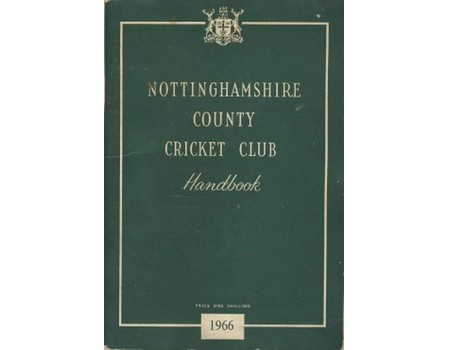 NOTTINGHAMSHIRE
COUNTY
CRICKET CLUB
Handbook
PRICE ONE SHILLING
1966